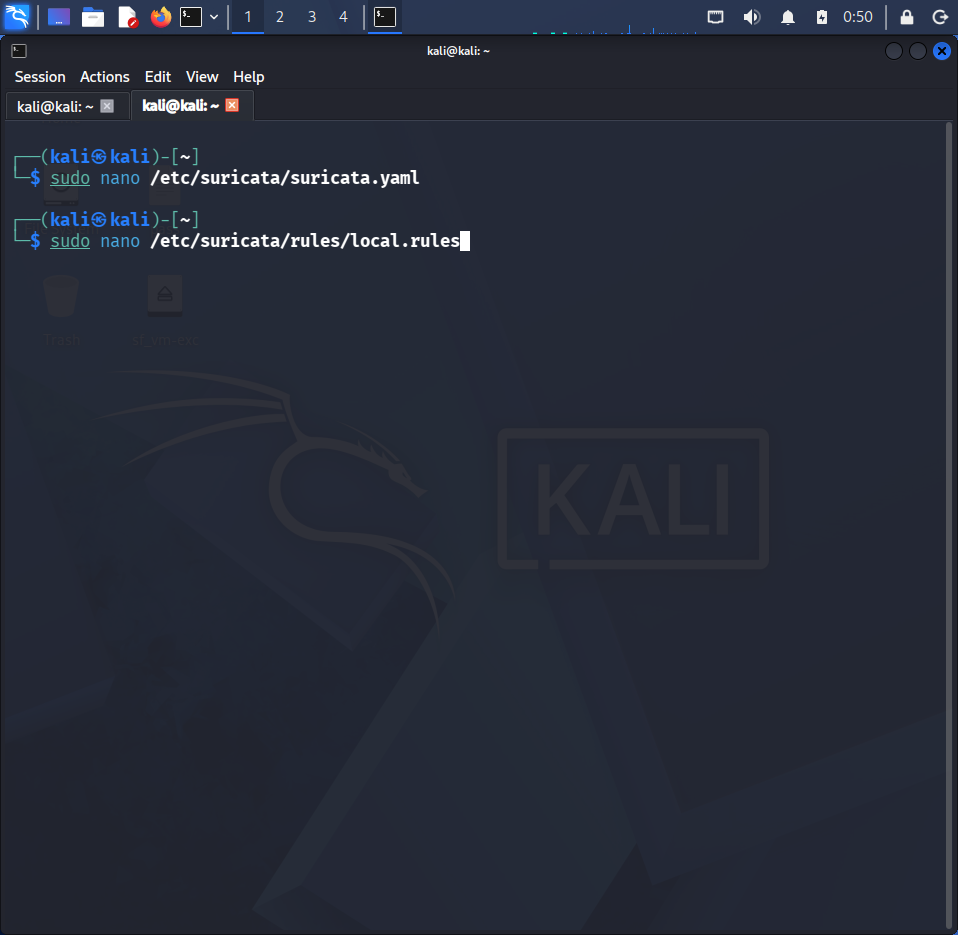 1 2 3 4 0:50
kali@kali: ~
Session Actions Edit View Help
kali@kali: ~ kali@kali: ~
┌──(kali㉿kali)-[~]
└─$ sudo nano /etc/suricata/suricata.yaml
┌──(kali㉿kali)-[~]
└─$ sudo nano /etc/suricata/rules/local.rules
Trash
KALI